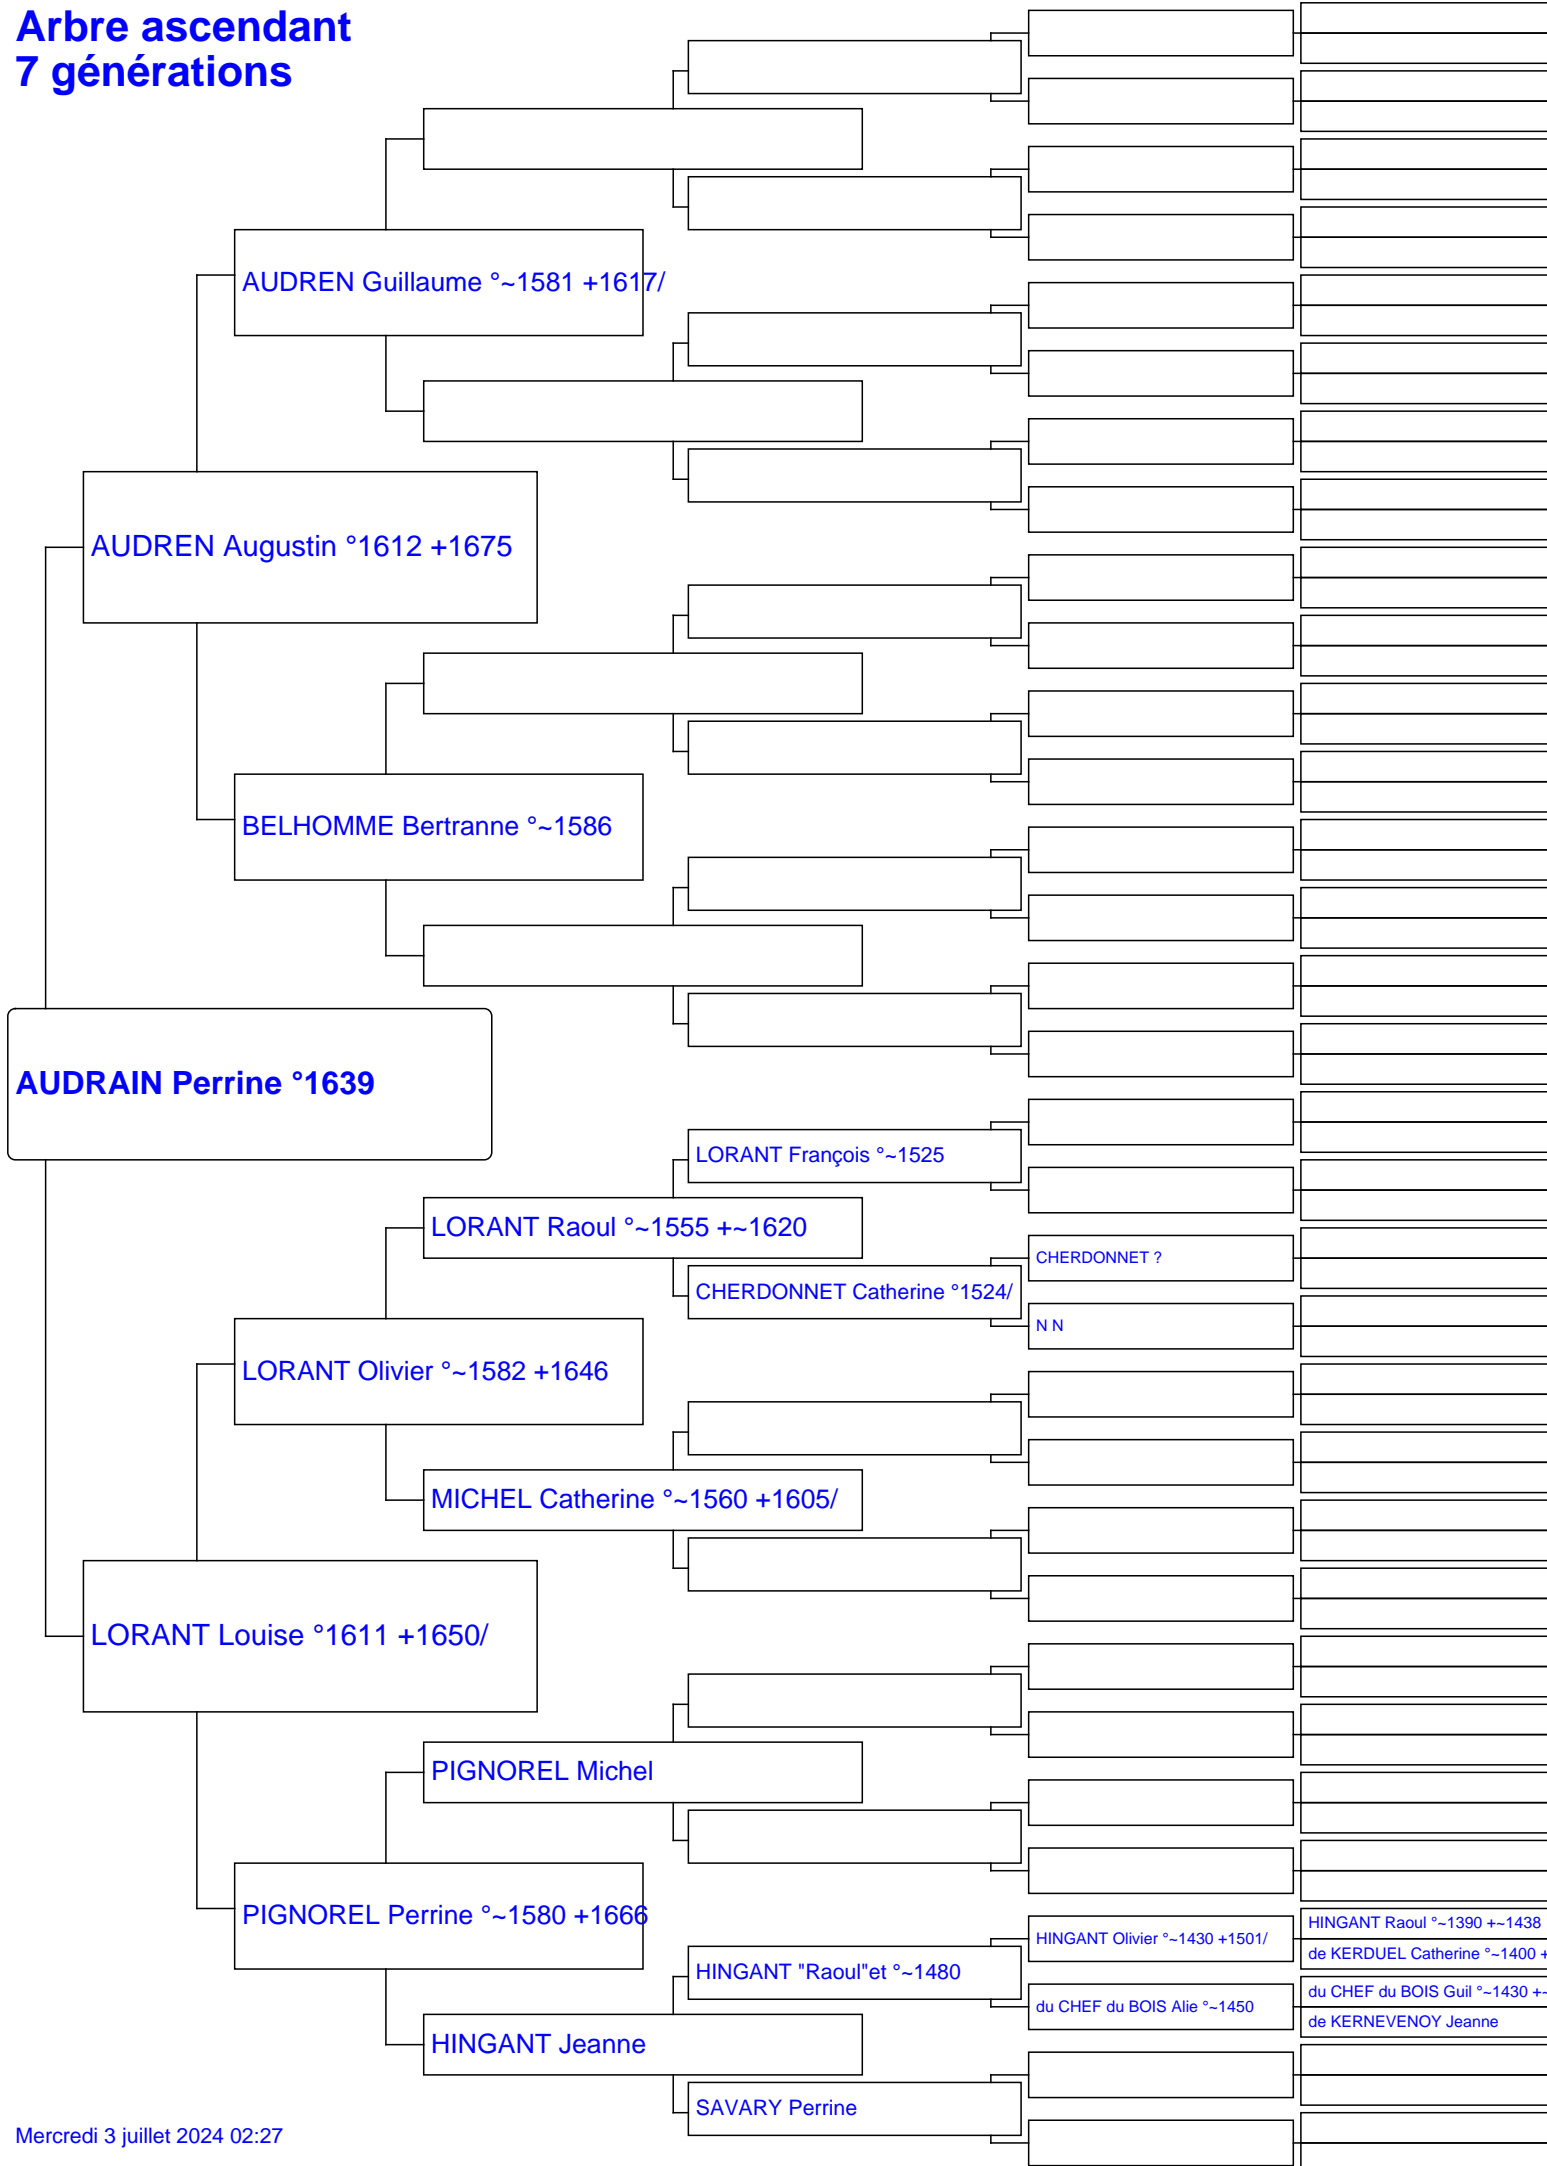 Arbre ascendant
7 générations
AUDREN Guillaume °~1581 +1617/
AUDREN Augustin °1612 +1675
BELHOMME Bertranne °~1586
AUDRAIN Perrine °1639
LORANT François °~1525
LORANT Raoul °~1555 +~1620
CHERDONNET ?
CHERDONNET Catherine °1524/
N N
LORANT Olivier °~1582 +1646
MICHEL Catherine °~1560 +1605/
LORANT Louise °1611 +1650/
PIGNOREL Michel
PIGNOREL Perrine °~1580 +1666
HINGANT Raoul °~1390 +~1438
HINGANT Olivier °~1430 +1501/
de KERDUEL Catherine °~1400 +
HINGANT "Raoul"et °~1480
du CHEF du BOIS Guil °~1430 +~
du CHEF du BOIS Alie °~1450
de KERNEVENOY Jeanne
HINGANT Jeanne
SAVARY Perrine
Mercredi 3 juillet 2024 02:27